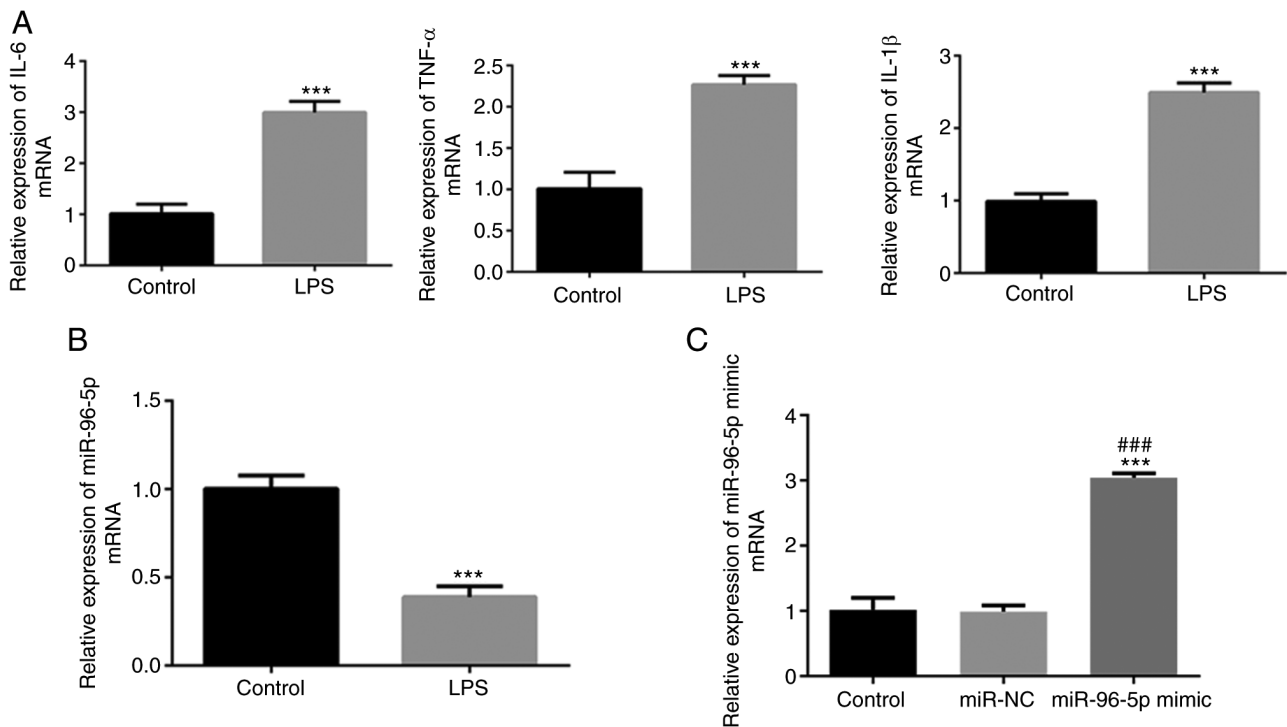 A
Relative expression of IL-6
mRNA
4
3
2
1
0
***
Control
LPS
Relative expression of TNF-α
mRNA
2.5
2.0
1.5
1.0
0.5
0.0
***
Control
LPS
Relative expression of IL-1β
mRNA
3
2
1
0
***
Control
LPS
B
Relative expression of miR-96-5p
mRNA
1.5
1.0
0.5
0.0
***
Control
LPS
C
Relative expression of miR-96-5p mimic
mRNA
4
3
2
1
0
###
***
Control
miR-NC
miR-96-5p mimic